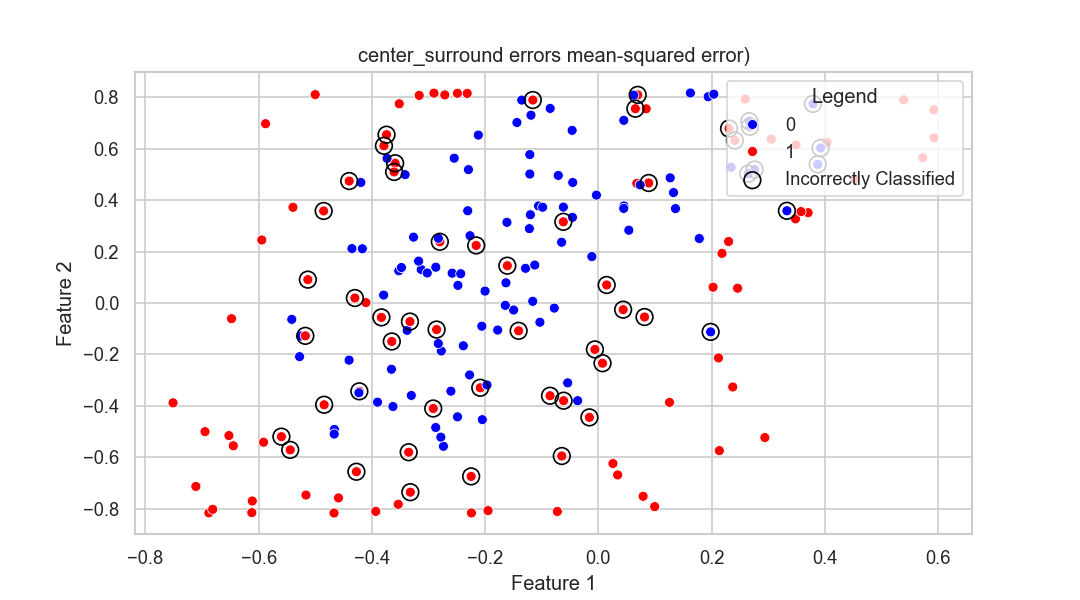 center_surround errors mean-squared error)
Legend
0
1
Incorrectly Classified
0.8
0.6
0.4
0.2
0.0
−0.2
−0.4
−0.6
−0.8
Feature 2
−0.8 −0.6 −0.4 −0.2 0.0 0.2 0.4 0.6
Feature 1